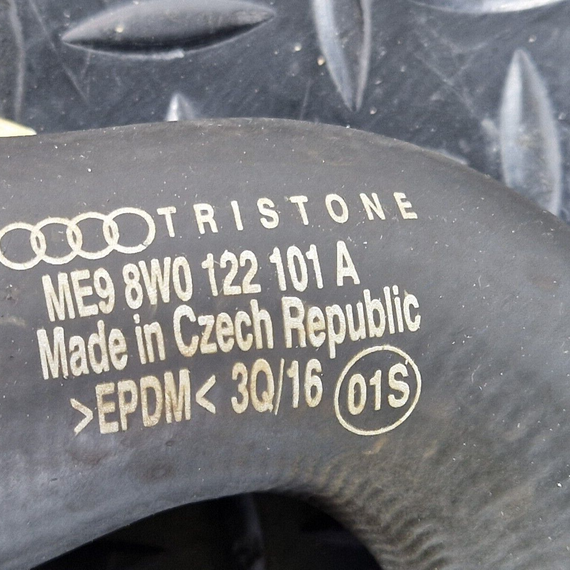 TRISTONE
ME9 8W0 122 101 A
Made in Czech Republic
>EPDM< 3Q/16 01S